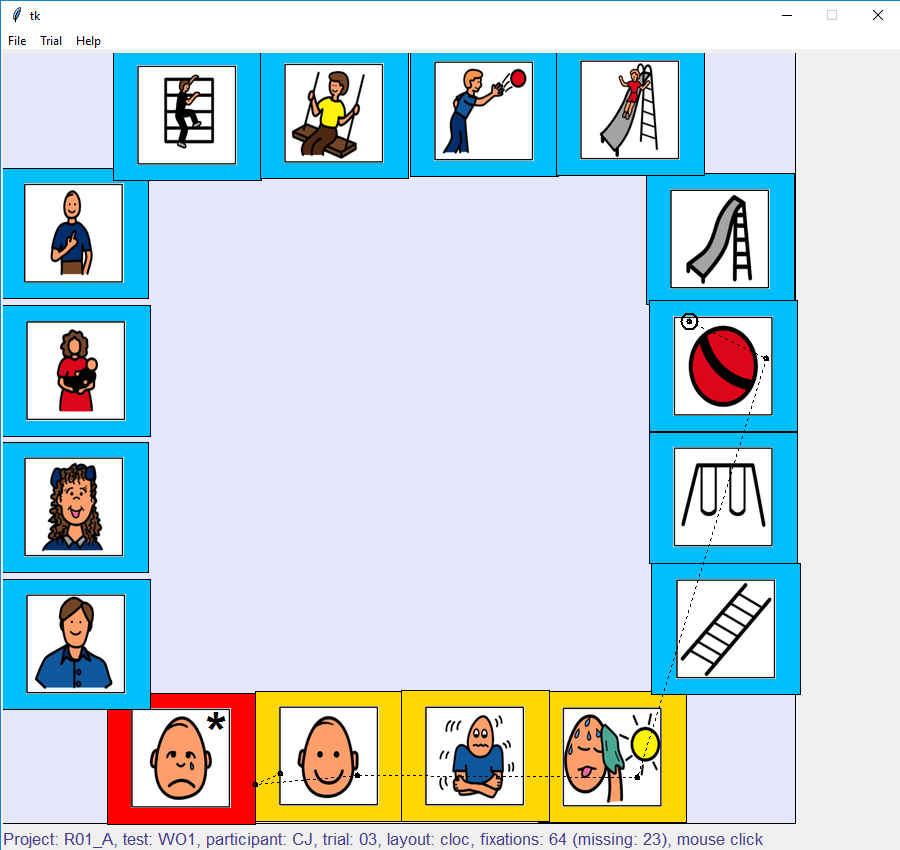 tk
File Trial Help
*
Project: R01_A, test: WO1, participant: CJ, trial: 03, layout: cloc, fixations: 64 (missing: 23), mouse click